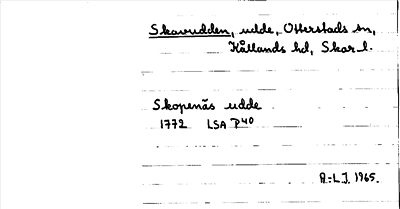 Skavudden, udde, Otterstads sn,
Kållands hd, Skar. l.
Skopenäs udde
1772 LSA P40
R:L J. 1965.